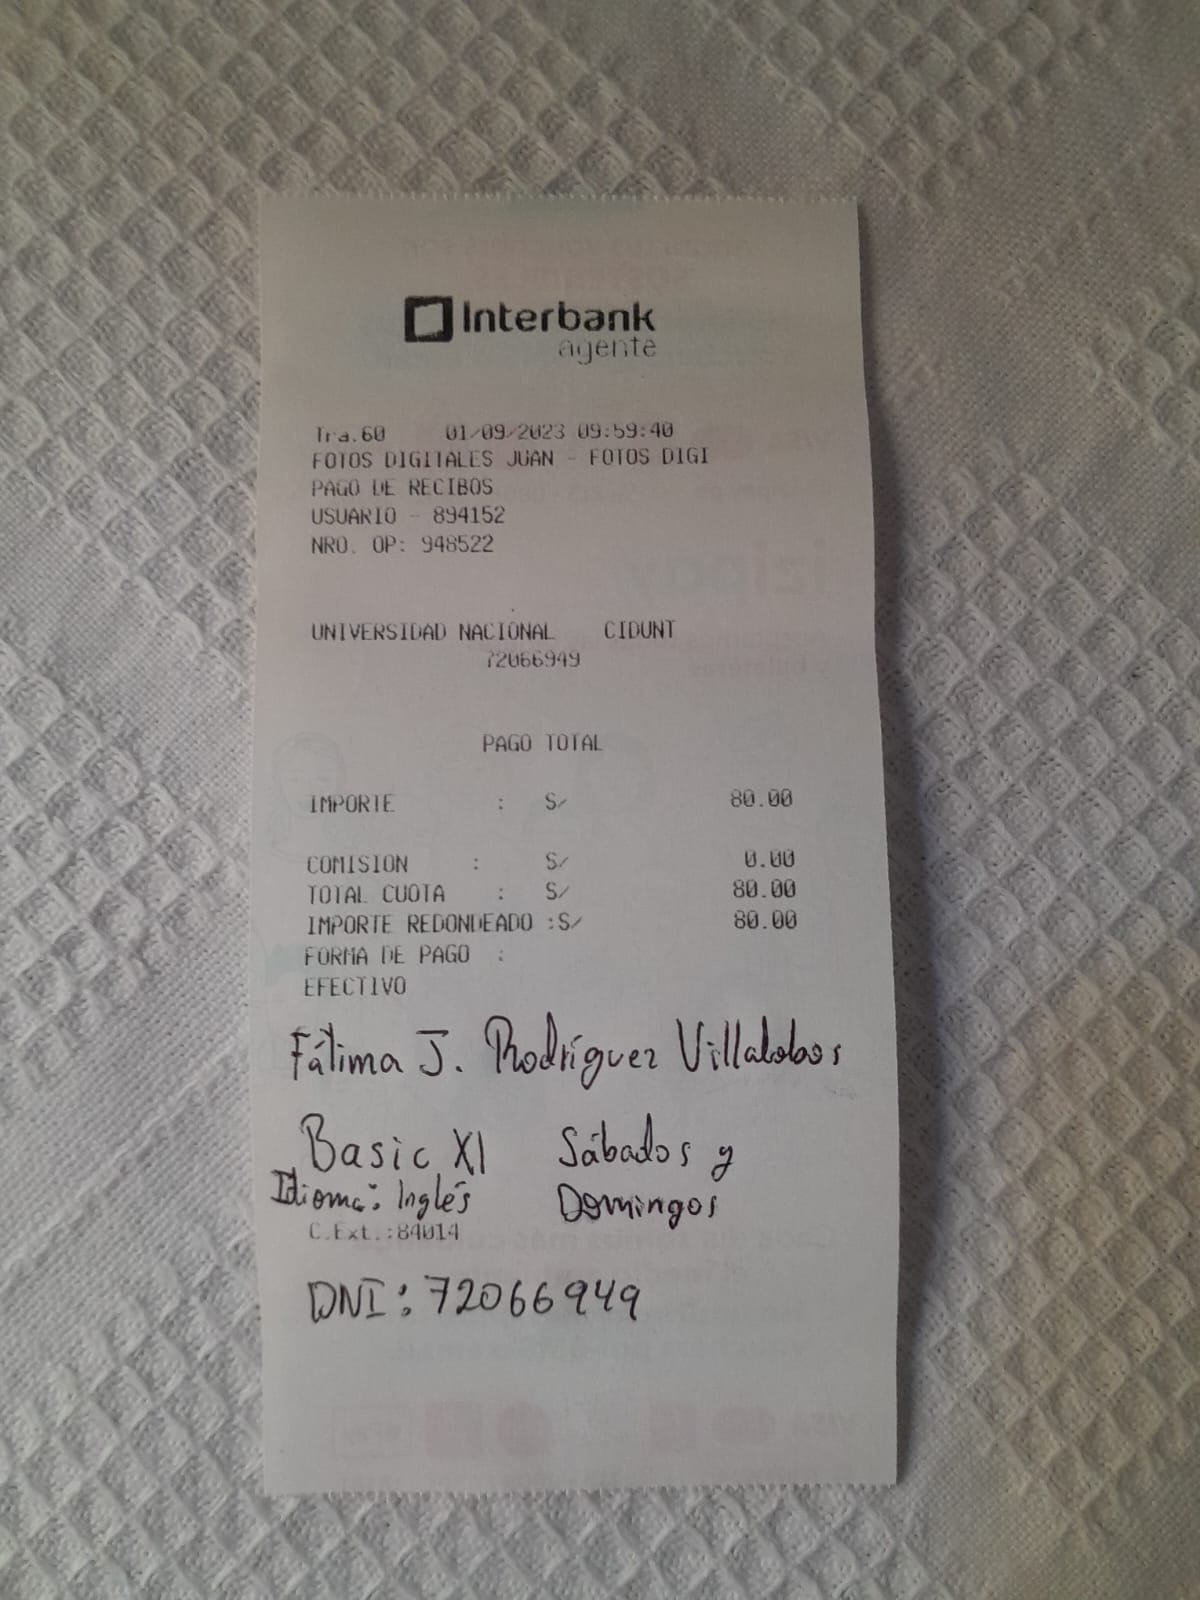 Interbank
agente
Tra.60 01/09/2023 09:59:40
FOTOS DIGITALES JUAN - FOTOS DIGI
PAGO DE RECIBOS
USUARIO - 894152
NRO. OP: 948522
UNIVERSIDAD NACIONAL CIDUNT
72066949
PAGO TOTAL
IMPORTE : S/ 80.00
COMISION : S/ 0.00
TOTAL CUOTA : S/ 80.00
IMPORTE REDONDEADO :S/ 80.00
FORMA DE PAGO :
EFECTIVO
Fátima J. Rodríguez Villalobos
Basic XI Sábados y
Idioma: Inglés Domingos
C.Ext.:84014
DNI: 72066949